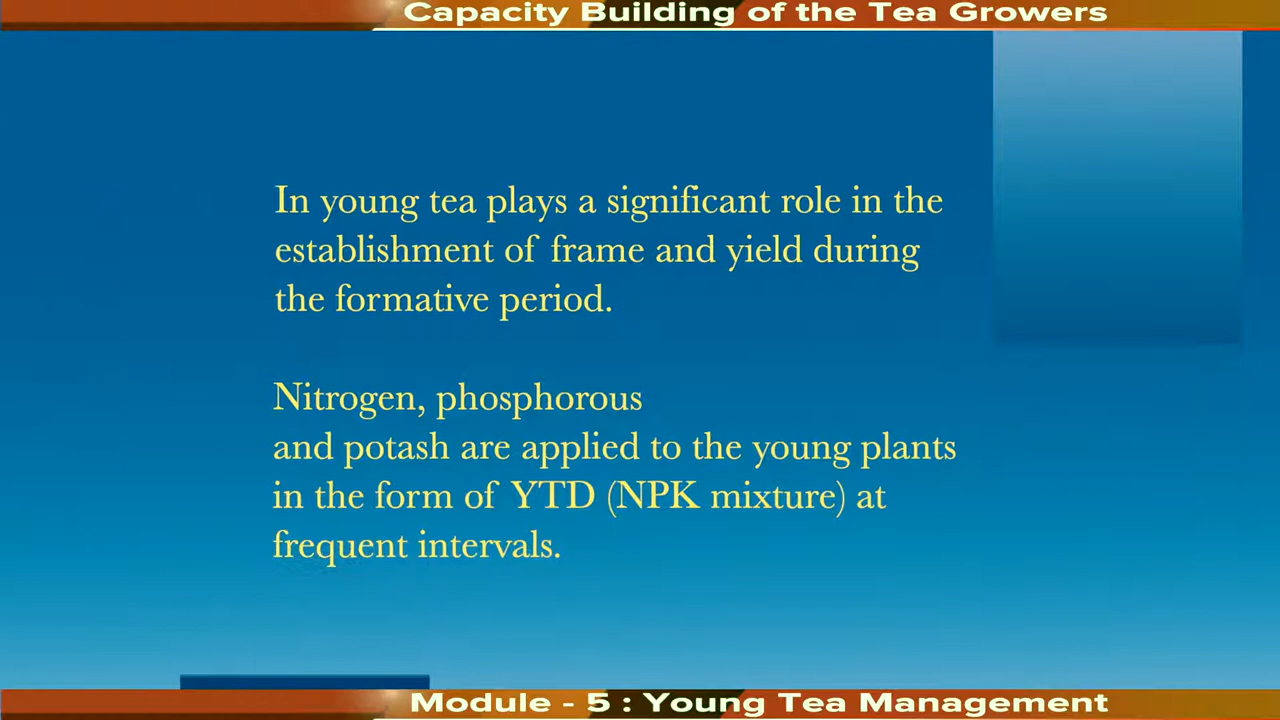 Capacity Building of the Tea Growers
In young tea plays a significant role in the
establishment of frame and yield during
the formative period.
Nitrogen, phosphorous
and potash are applied to the young plants
in the form of YTD (NPK mixture) at
frequent intervals.
Module - 5 : Young Tea Management